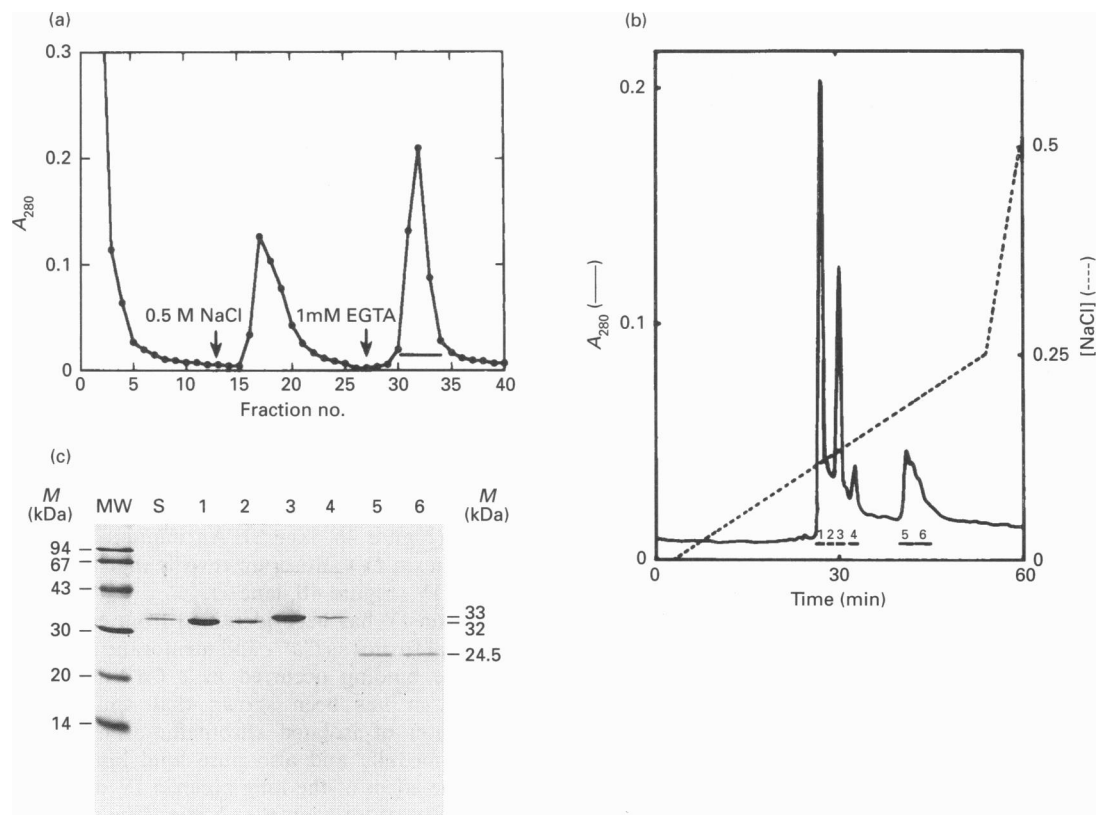 (a)
0.3
0.2
0.1
0
A280
0.5 M NaCl
1mM EGTA
0 5 10 15 20 25 30 35 40
Fraction no.
(b)
0.2
0.1
0
A280 (——)
0.5
0.25
0
[NaCl] (----)
1 2 3 4 5 6
0 30 60
Time (min)
(c)
M
(kDa)
MW S 1 2 3 4 5 6
M
(kDa)
94
67
43
30
20
14
33
32
24.5